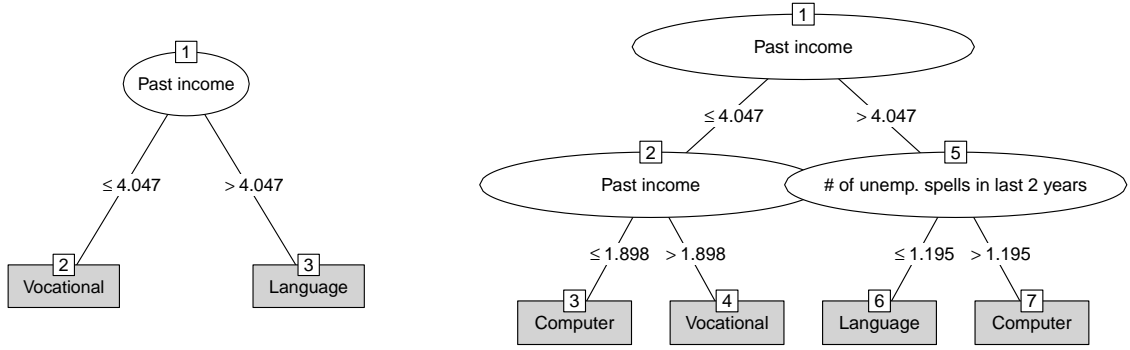 1
Past income
≤ 4.047 > 4.047
2 3
Vocational Language
1
Past income
≤ 4.047 > 4.047
2 5
Past income # of unemp. spells in last 2 years
≤ 1.898 > 1.898 ≤ 1.195 > 1.195
3 4 6 7
Computer Vocational Language Computer